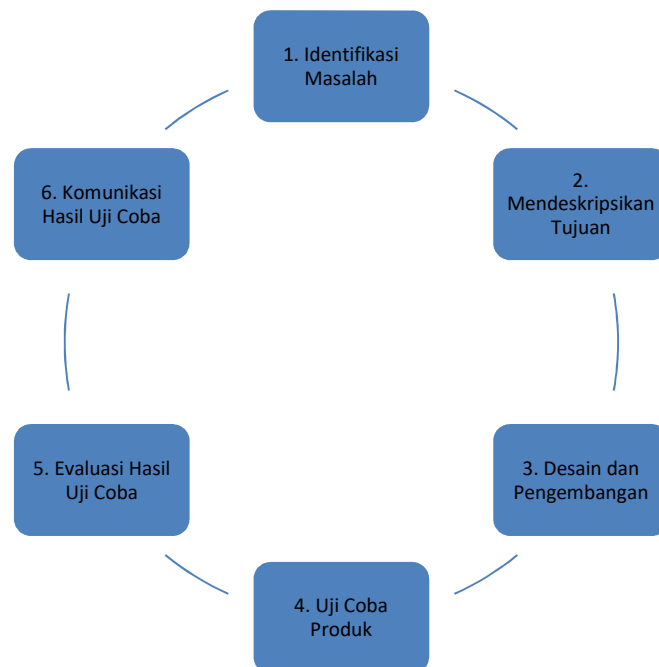 1. Identifikasi
Masalah
2.
Mendeskripsikan
Tujuan
3. Desain dan
Pengembangan
4. Uji Coba
Produk
5. Evaluasi Hasil
Uji Coba
6. Komunikasi
Hasil Uji Coba